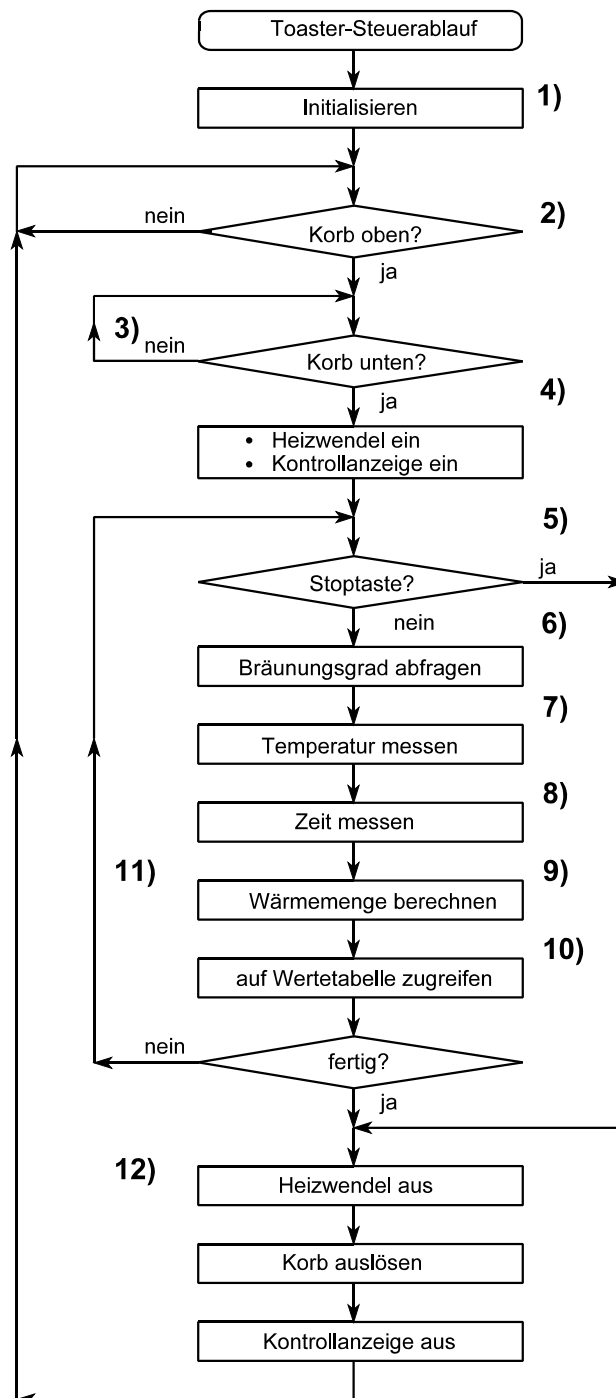 Toaster-Steuerablauf
1)
Initialisieren
nein
2)
Korb oben?
ja
3)
nein
Korb unten?
4)
ja
• Heizwendel ein
• Kontrollanzeige ein
5)
Stoptaste?
ja
nein
6)
Bräunungsgrad abfragen
7)
Temperatur messen
8)
Zeit messen
11)
9)
Wärmemenge berechnen
10)
auf Wertetabelle zugreifen
nein
fertig?
ja
12)
Heizwendel aus
Korb auslösen
Kontrollanzeige aus